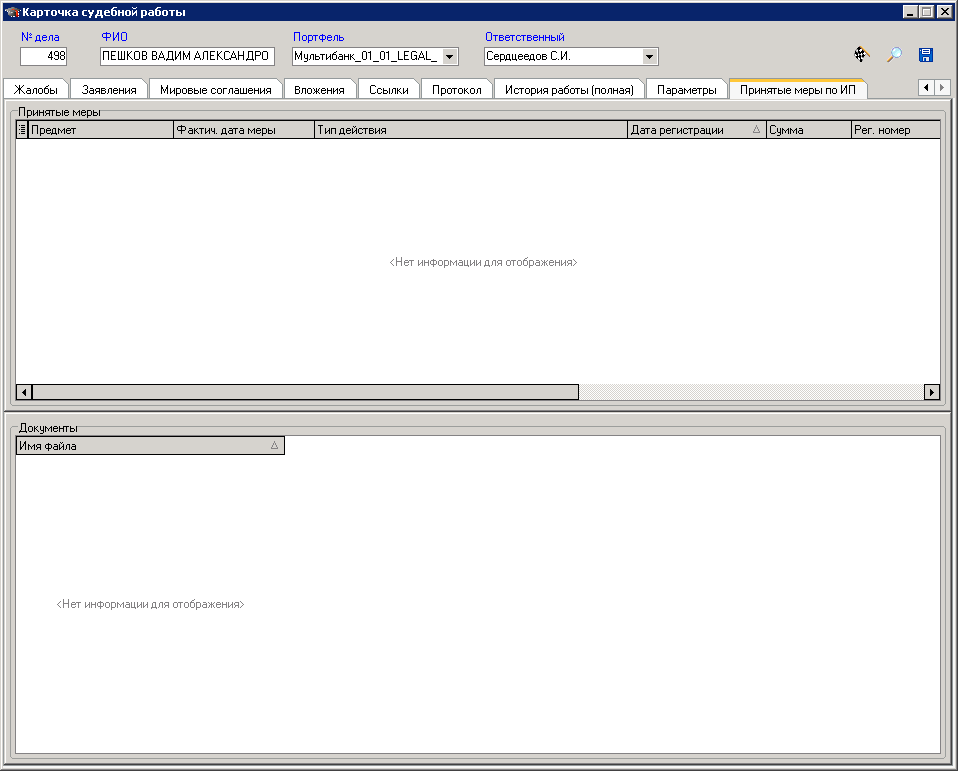 Карточка судебной работы
№ дела ФИО Портфель Ответственный
498 ПЕШКОВ ВАДИМ АЛЕКСАНДРО Мультибанк_01_01_LEGAL_ Сердцеедов С.И.
Жалобы Заявления Мировые соглашения Вложения Ссылки Протокол История работы (полная) Параметры Принятые меры по ИП
Принятые меры
Предмет Фактич. дата меры Тип действия Дата регистрации Сумма Рег. номер
<Нет информации для отображения>
Документы
Имя файла
<Нет информации для отображения>